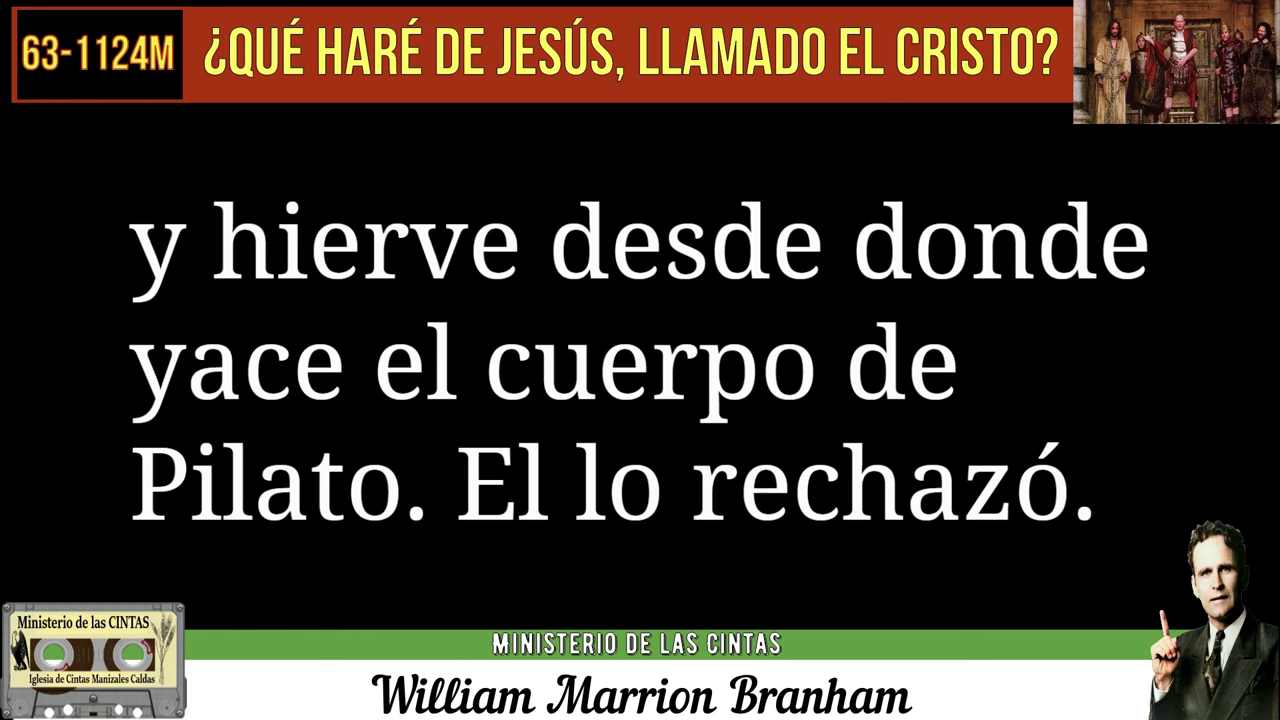 63-1124M
¿QUÉ HARÉ DE JESÚS, LLAMADO EL CRISTO?
y hierve desde donde
yace el cuerpo de
Pilato. El lo rechazó.
Ministerio de las CINTAS
Iglesia de Cintas Manizales Caldas
MINISTERIO DE LAS CINTAS
William Marrion Branham